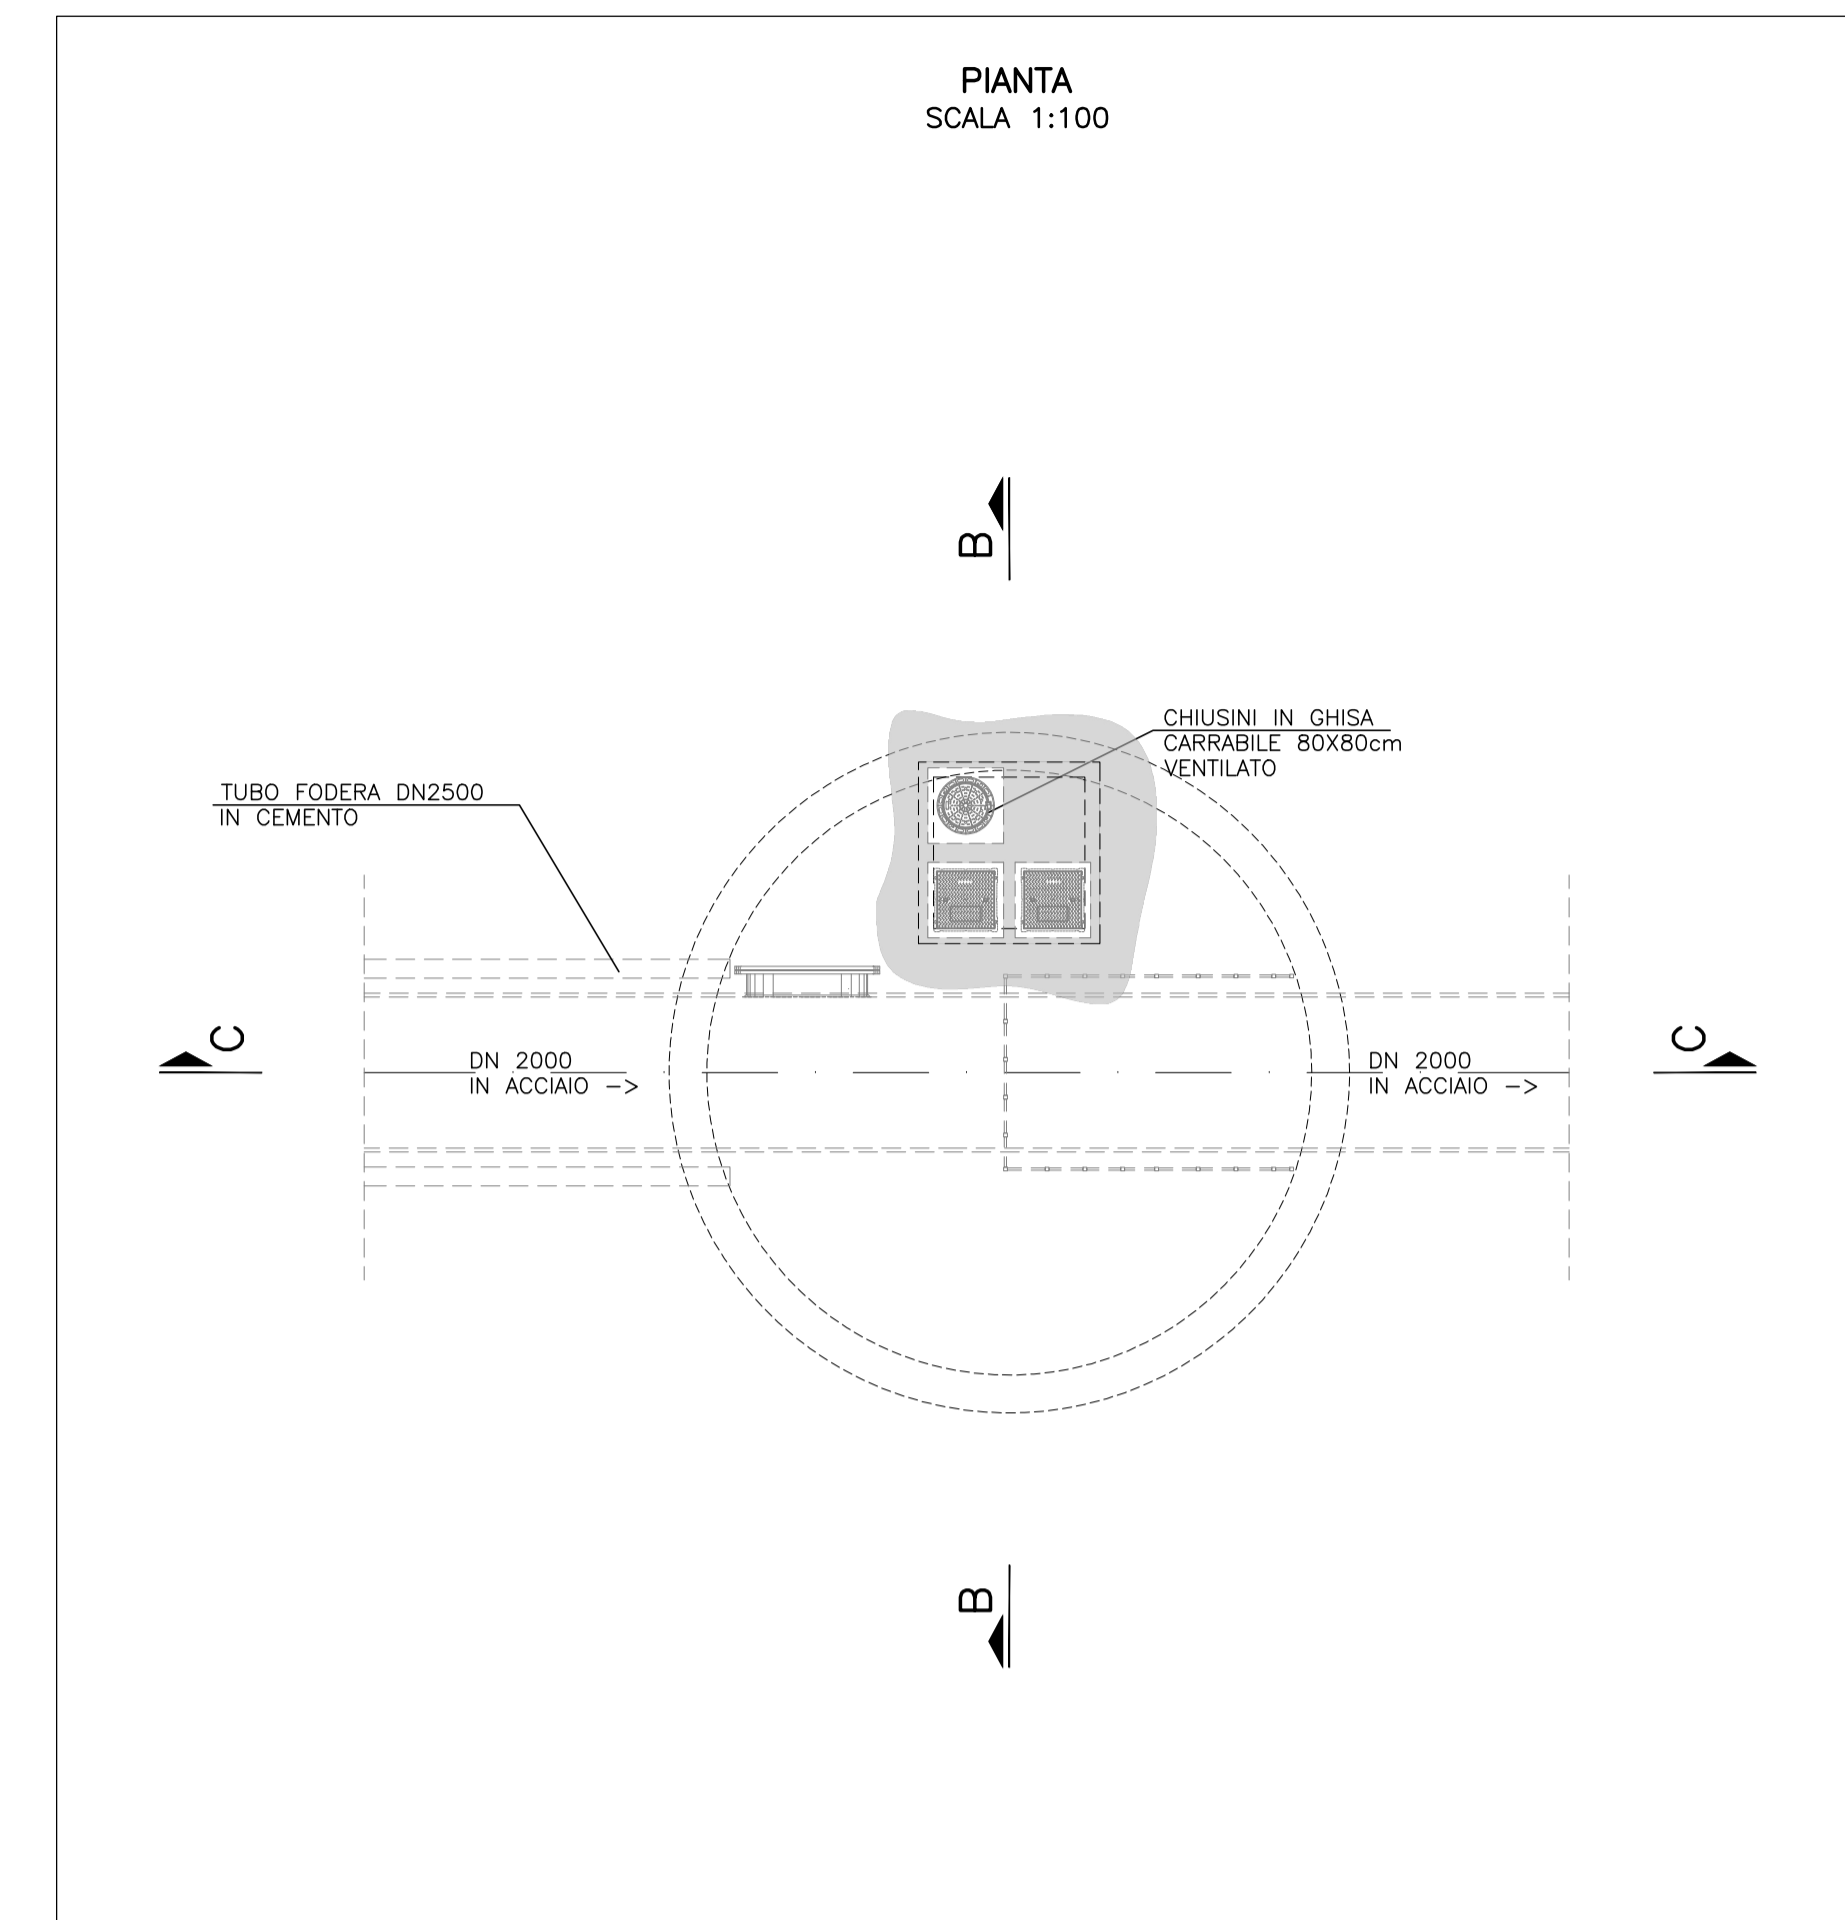 PIANTA
SCALA 1:100
B
CHIUSINI IN GHISA
CARRABILE 80X80cm
VENTILATO
TUBO FODERA DN2500
IN CEMENTO
C
C
DN 2000
IN ACCIAIO ->
DN 2000
IN ACCIAIO ->
B